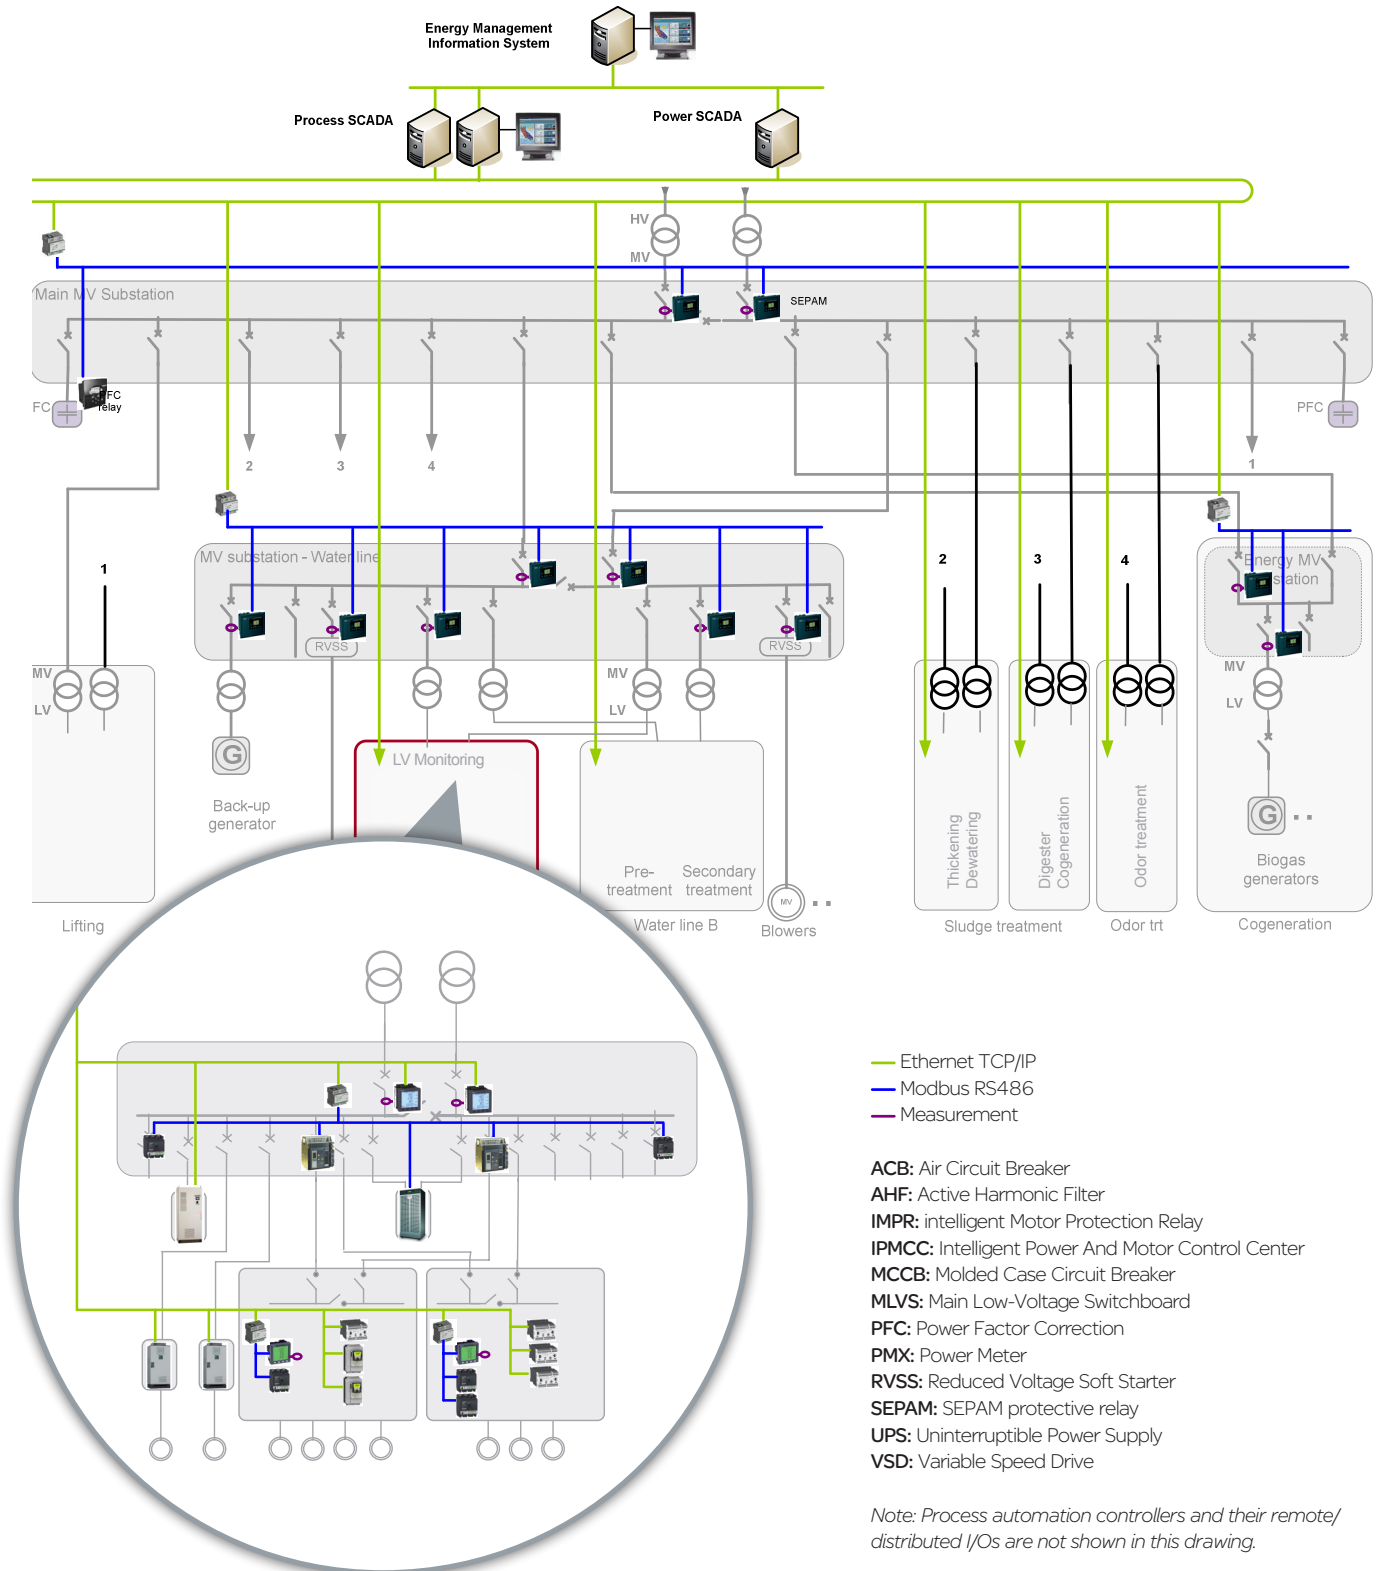 Energy Management
Information System
Process SCADA
Power SCADA
HV
MV
Main MV Substation
SEPAM
FC
PFC
relay
PFC
2
3
4
1
MV substation - Water line
RVSS
RVSS
1
2
3
4
Energy MV
station
MV
LV
MV
LV
MV
LV
G
Back-up
generator
LV Monitoring
Pre-
treatment
Secondary
treatment
MV
Thickening
Dewatering
Digester
Cogeneration
Odor treatment
G
Biogas
generators
Lifting
Water line B
Blowers
Sludge treatment
Odor trt
Cogeneration
Ethernet TCP/IP
Modbus RS486
Measurement
ACB: Air Circuit Breaker
AHF: Active Harmonic Filter
IMPR: intelligent Motor Protection Relay
IPMCC: Intelligent Power And Motor Control Center
MCCB: Molded Case Circuit Breaker
MLVS: Main Low-Voltage Switchboard
PFC: Power Factor Correction
PMX: Power Meter
RVSS: Reduced Voltage Soft Starter
SEPAM: SEPAM protective relay
UPS: Uninterruptible Power Supply
VSD: Variable Speed Drive
Note: Process automation controllers and their remote/
distributed I/Os are not shown in this drawing.